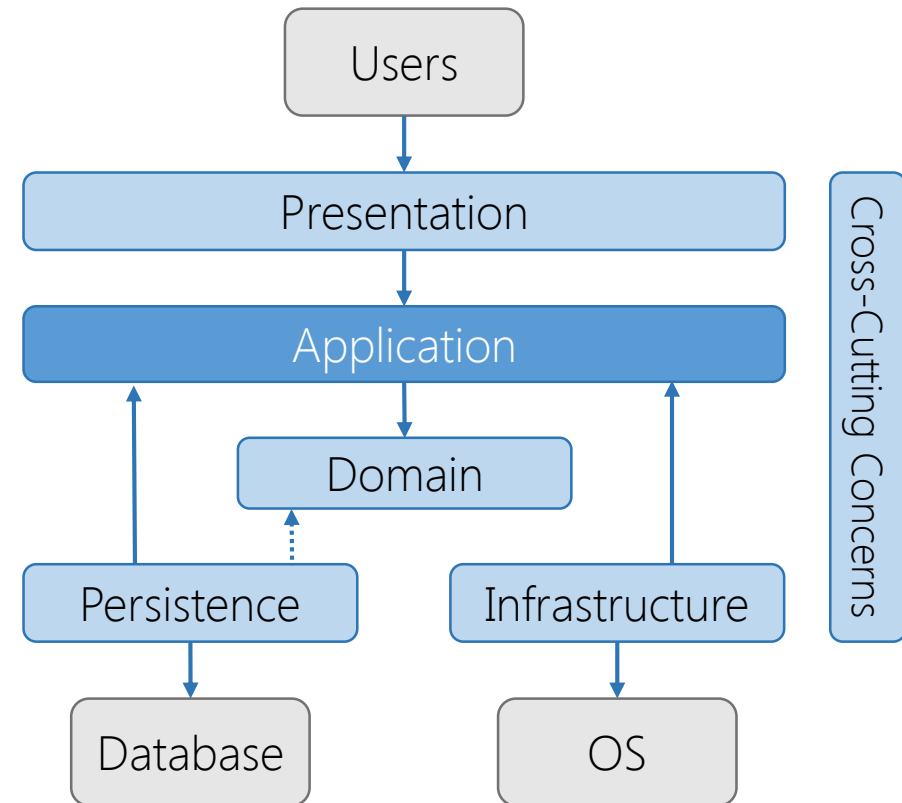 Users
Presentation
Application
Domain
Persistence
Infrastructure
Database
OS
Cross-Cutting Concerns